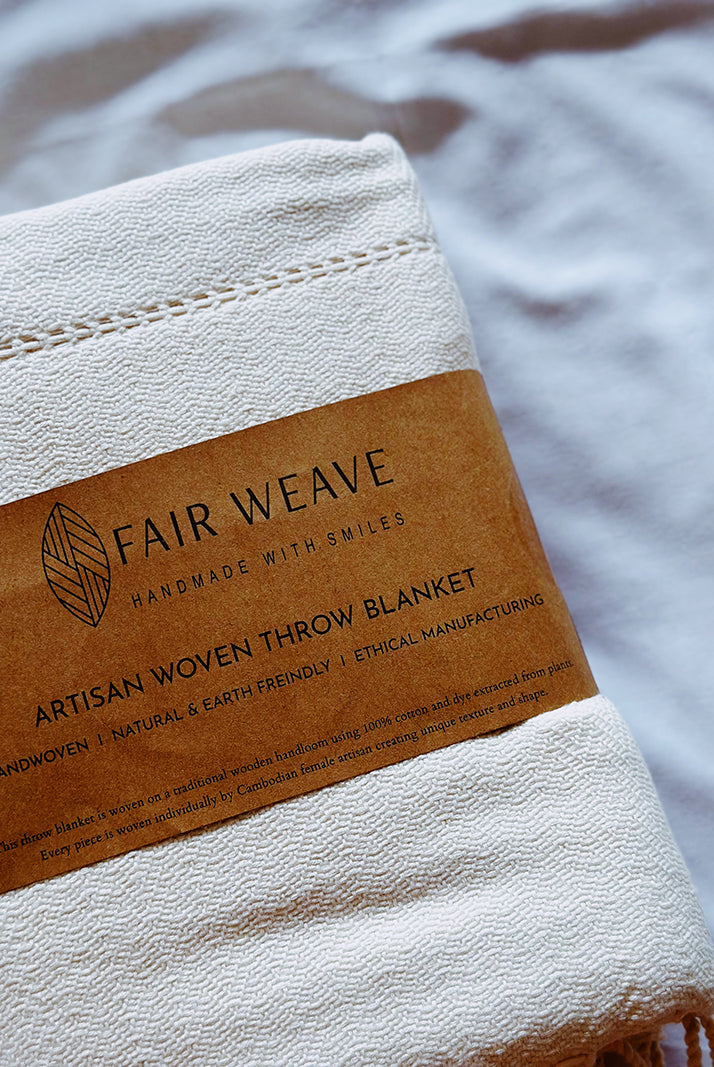 FAIR WEAVE
HANDMADE WITH SMILES
ARTISAN WOVEN THROW BLANKET
ANDWOVEN | NATURAL & EARTH FREINDLY | ETHICAL MANUFACTURING
This throw blanket is woven on a traditional wooden handloom using 100% cotton and dye extracted from plants.
Every piece is woven individually by Cambodian female artisan creating unique texture and shape.